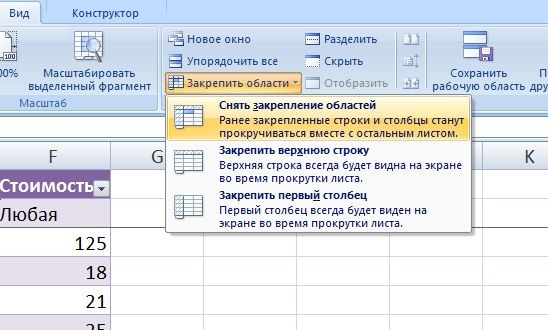 Вид
Конструктор
100
00%
Масштабировать
выделенный фрагмент
Масштаб
Новое окно
Упорядочить все
Закрепить области
Разделить
Скрыть
Отобразить
Сохранить
рабочую область
Снять закрепление областей
Ранее закрепленные строки и столбцы станут
прокручиваться вместе с остальным листом.
Закрепить верхнюю строку
Верхняя строка всегда будет видна на экране
во время прокрутки листа.
Закрепить первый столбец
Первый столбец всегда будет виден на
экране во время прокрутки листа.
F G K
Стоимость
Любая
125
18
21
25